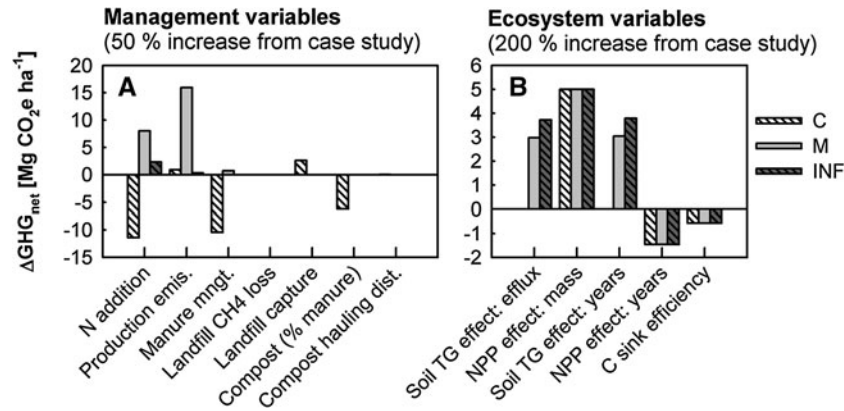 Management variables
(50 % increase from case study)
Ecosystem variables
(200 % increase from case study)
ΔGHGnet [Mg CO2e ha-1]
20
15
10
5
0
-5
-10
-15
A
N addition
Production emis.
Manure mngt.
Landfill CH4 loss
Landfill capture
Compost (% manure)
Compost hauling dist.
6
5
4
3
2
1
0
-1
-2
B
Soil TG effect: efflux
NPP effect: mass
Soil TG effect: years
NPP effect: years
C sink efficiency
C
M
INF